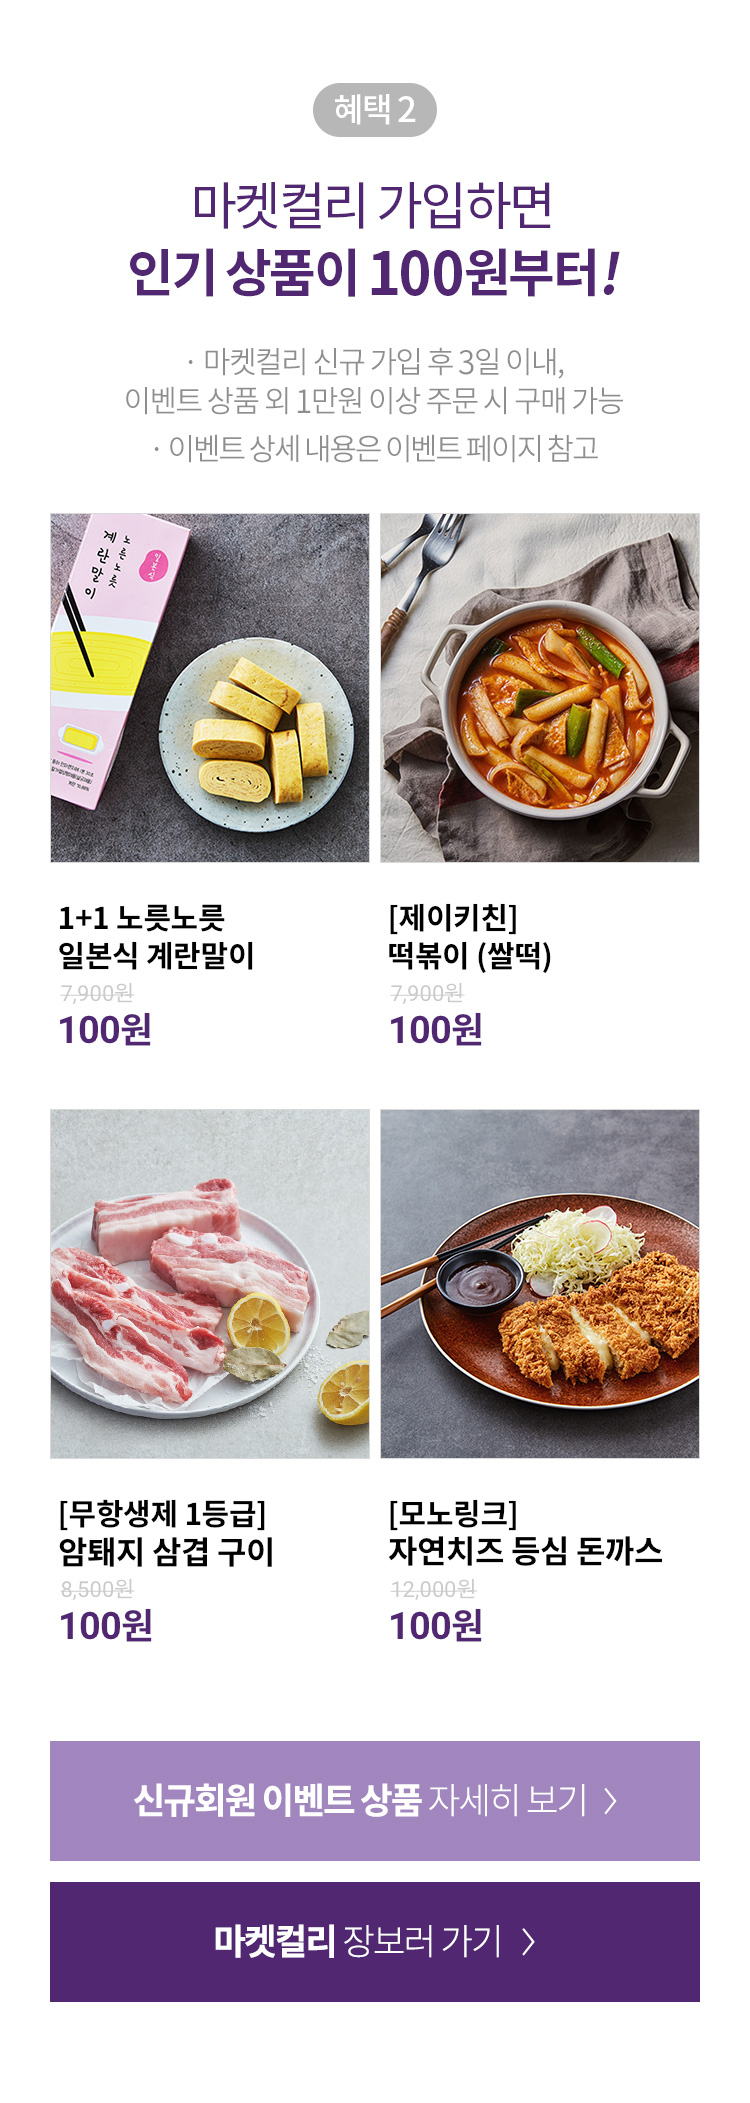 혜택 2
마켓컬리 가입하면
인기 상품이 100원부터!
· 마켓컬리 신규 가입 후 3일 이내,
이벤트 상품 외 1만원 이상 주문 시 구매 가능
· 이벤트 상세 내용은 이벤트 페이지 참고
노른노릇
계란말이
일본식
1+1 노릇노릇
일본식 계란말이
7,900원
100원
[제이키친]
떡볶이 (쌀떡)
7,900원
100원
[무항생제 1등급]
암퇘지 삼겹 구이
8,500원
100원
[모노링크]
자연치즈 등심 돈까스
12,000원
100원
신규회원 이벤트 상품 자세히 보기 >
마켓컬리 장보러 가기 >